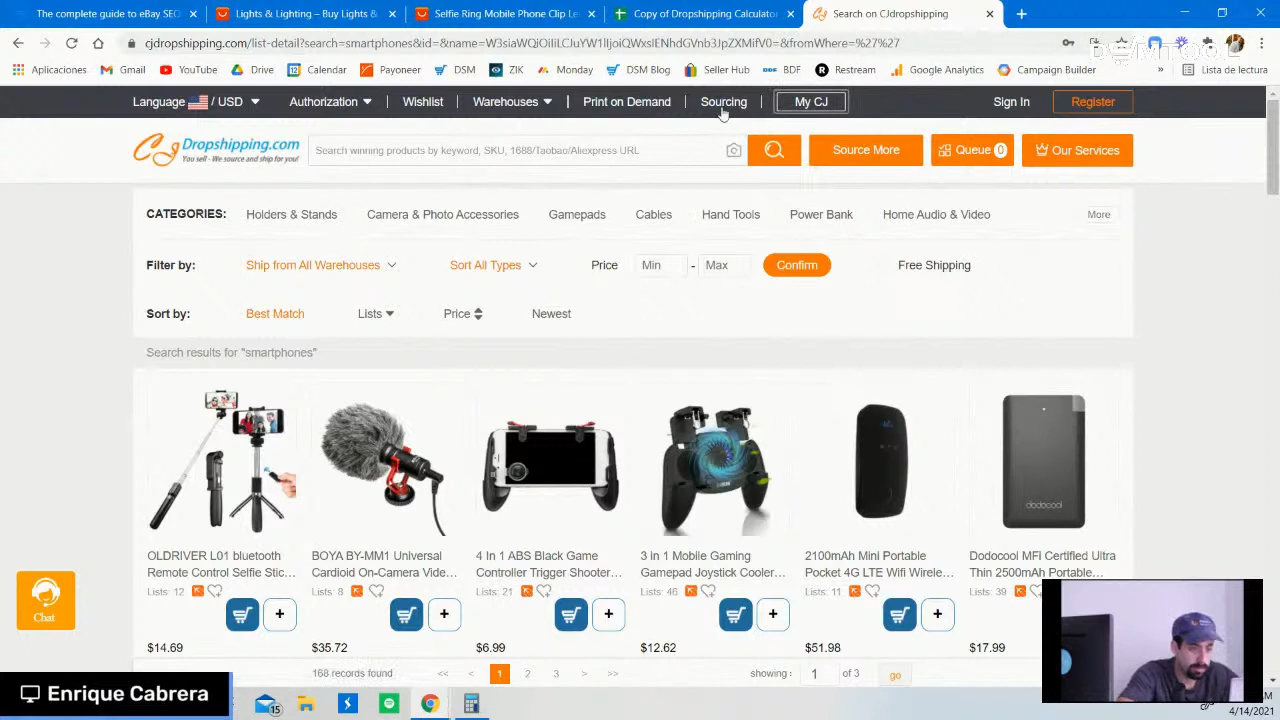 The complete guide to eBay SEO
Lights & Lighting – Buy Lights &
Selfie Ring Mobile Phone Clip Le
Copy of Dropshipping Calculator
Search on CJDropshipping
cjdropshipping.com/list-detail?search=smartphones&id=&name=W3siaWQiOiIiLCJuYW1lIjoiQWxsIENhdGVnb3JpZXMifV0=&fromWhere=%27%27
Aplicaciones
Gmail
YouTube
Drive
Calendar
Payoneer
DSM
ZIK
Monday
DSM Blog
Seller Hub
BDF
Restream
Google Analytics
Campaign Builder
»
Lista de lectura
Language / USD
Authorization
Wishlist
Warehouses
Print on Demand
Sourcing
My CJ
Sign In
Register
CJ Dropshipping.com
You sell - We source and ship for you!
Search winning products by keyword, SKU, 1688/Taobao/Aliexpress URL
Source More
Queue 0
Our Services
CATEGORIES:
Holders & Stands
Camera & Photo Accessories
Gamepads
Cables
Hand Tools
Power Bank
Home Audio & Video
More
Filter by:
Ship from All Warehouses
Sort All Types
Price
Min
-
Max
Confirm
Free Shipping
Sort by:
Best Match
Lists
Price
Newest
Search results for "smartphones"
dodocool
OLDRIVER L01 bluetooth
Remote Control Selfie Stic...
Lists: 12
$14.69
BOYA BY-MM1 Universal
Cardioid On-Camera Vide...
Lists: 8
$35.72
4 In 1 ABS Black Game
Controller Trigger Shooter...
Lists: 21
$6.99
3 in 1 Mobile Gaming
Gamepad Joystick Cooler...
Lists: 46
$12.62
2100mAh Mini Portable
Pocket 4G LTE Wifi Wirele...
Lists: 11
$51.98
Dodocool MFi Certified Ultra
Thin 2500mAh Portable...
Lists: 39
$17.99
Chat
168 records found
<<
<
1
2
3
>
>>
showing:
1
of 3
go
Enrique Cabrera
15
4/14/2021